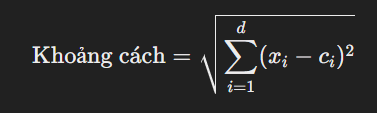 Khoảng cách = √(∑_{i=1}^{d} (x_i − c_i)²)